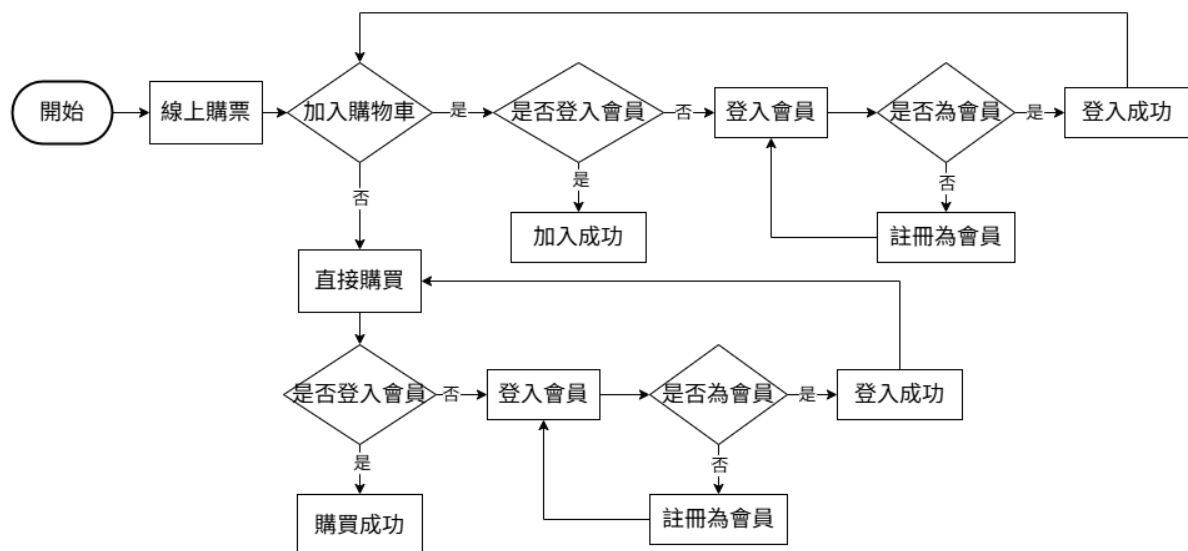 開始
線上購票
加入購物車
是
是否登入會員
否
登入會員
是否為會員
是
登入成功
否
是
否
加入成功
註冊為會員
直接購買
是否登入會員
否
登入會員
是否為會員
是
登入成功
是
否
購買成功
註冊為會員